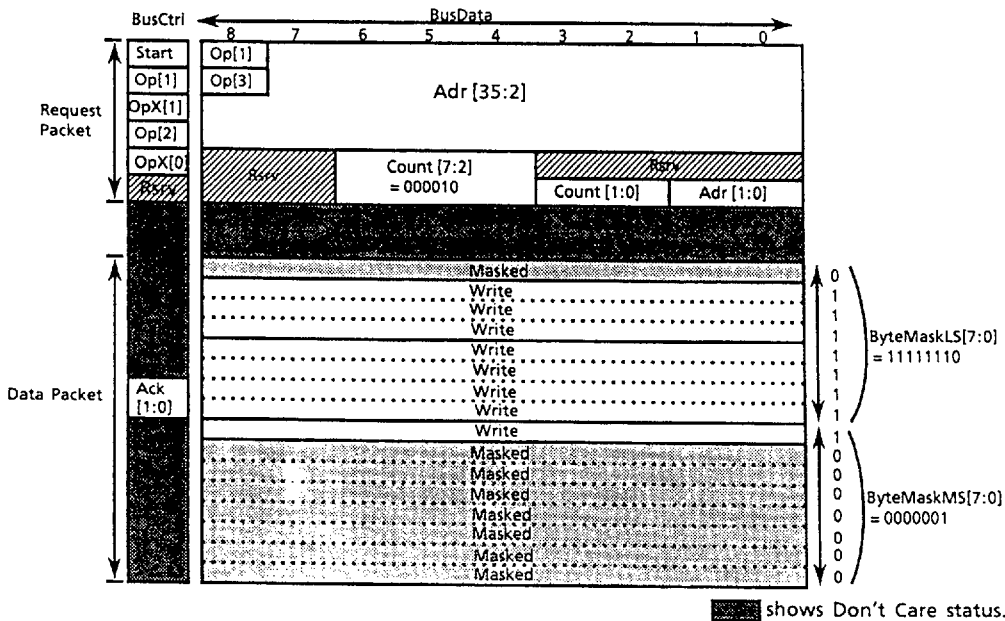 BusCtrl
BusData
8 7 6 5 4 3 2 1 0
Start
Op[1]
Op[1]
Op[3]
Adr [35:2]
Request
Packet
OpX[1]
Op[2]
OpX[0]
Rsrv
Rsrv
Count [7:2]
= 000010
Rsrv
Count [1:0]
Adr [1:0]
Data Packet
Ack
[1:0]
Masked
Write
Write
Write
Write
Write
Write
Write
Write
Masked
Masked
Masked
Masked
Masked
Masked
Masked
0
1
1
1
1
1
1
1
1
0
0
0
0
0
0
0
ByteMaskLS[7:0]
= 11111110
ByteMaskMS[7:0]
= 0000001
shows Don't Care status.